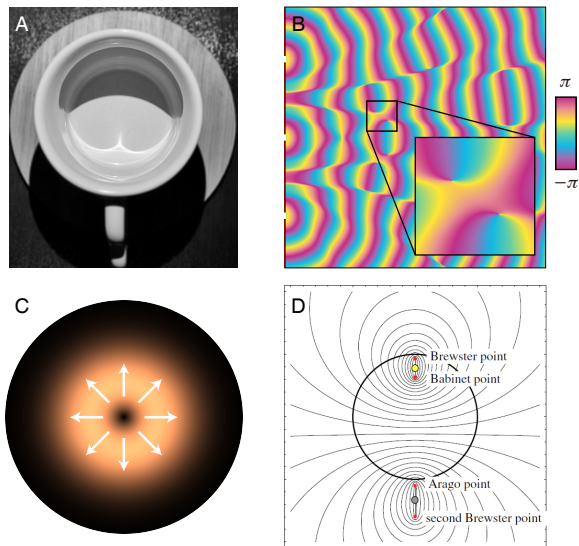 A
B
π
-π
C
D
Brewster point
Babinet point
Arago point
second Brewster point